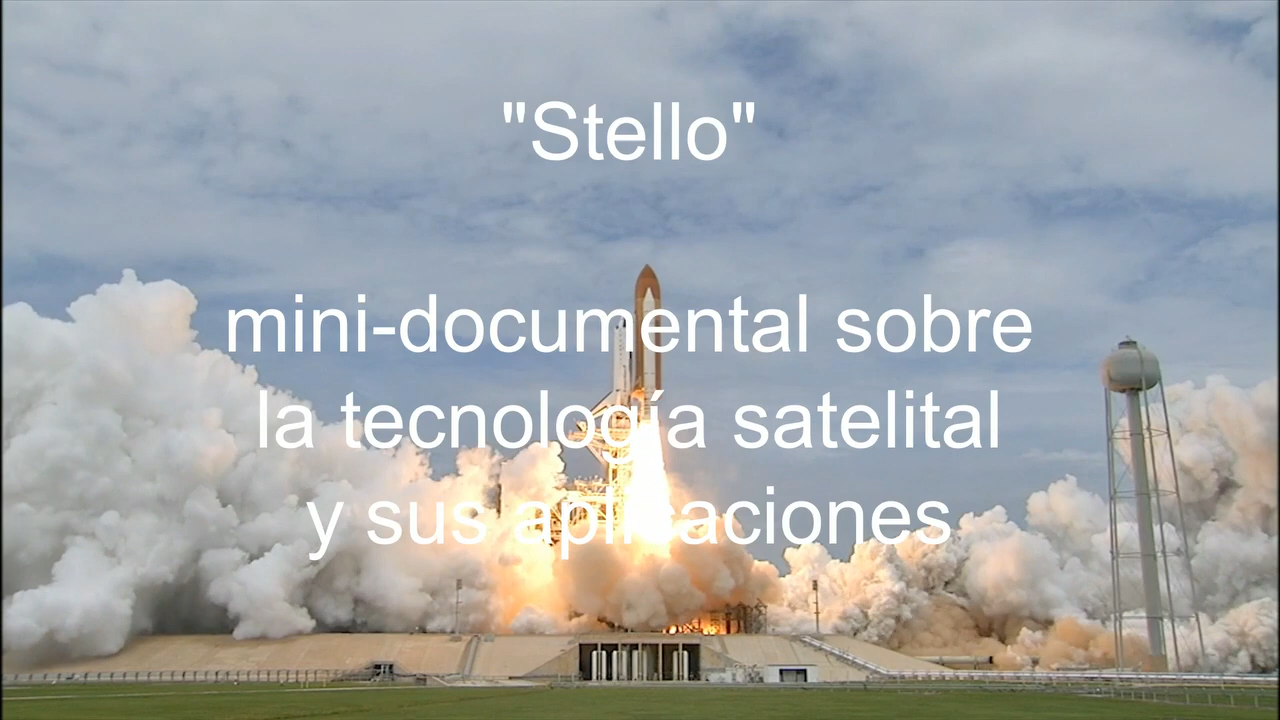 "Stello"
mini-documental sobre
la tecnología satelital
y sus aplicaciones